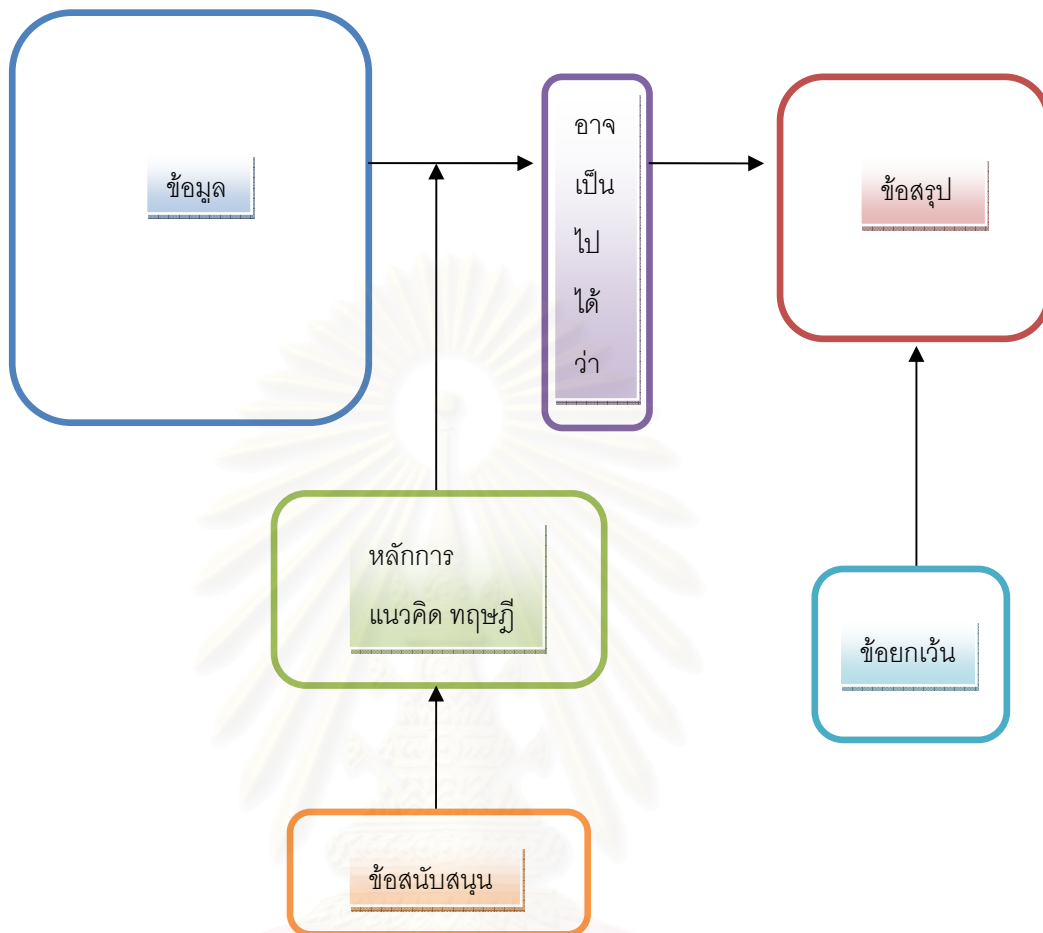 ข้อมูล
อาจ
เป็น
ไป
ได้
ว่า
ข้อสรุป
หลักการ
แนวคิด ทฤษฎี
ข้อยกเว้น
ข้อสนับสนุน